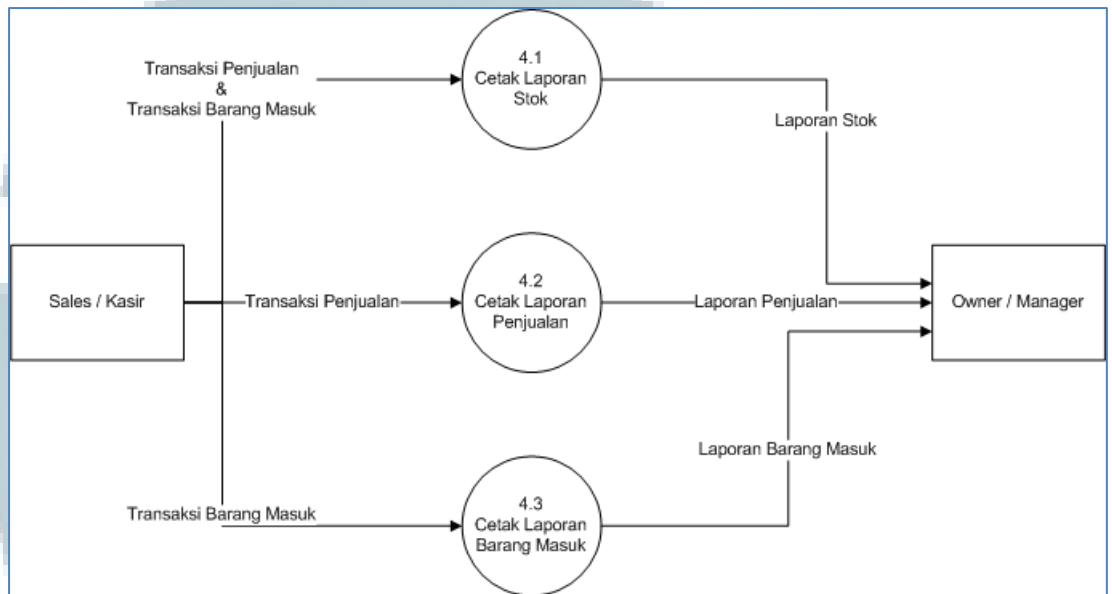 Transaksi Penjualan
&
Transaksi Barang Masuk
4.1
Cetak Laporan
Stok
Laporan Stok
Sales / Kasir
Transaksi Penjualan
4.2
Cetak Laporan
Penjualan
Laporan Penjualan
Owner / Manager
Laporan Barang Masuk
Transaksi Barang Masuk
4.3
Cetak Laporan
Barang Masuk